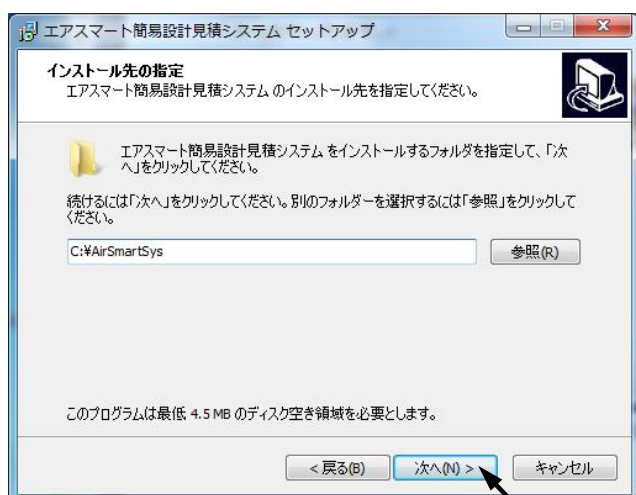 エアスマート簡易設計見積システム セットアップ
インストール先の指定
エアスマート簡易設計見積システム のインストール先を指定してください。
エアスマート簡易設計見積システム をインストールするフォルダを指定して、「次
へ」をクリックしてください。
続けるには「次へ」をクリックしてください。別のフォルダーを選択するには「参照」をクリックして
ください。
C:¥AirSmartSys
参照(R)
このプログラムは最低 4.5 MB のディスク空き領域を必要とします。
< 戻る(B)
次へ(N) >
キャンセル